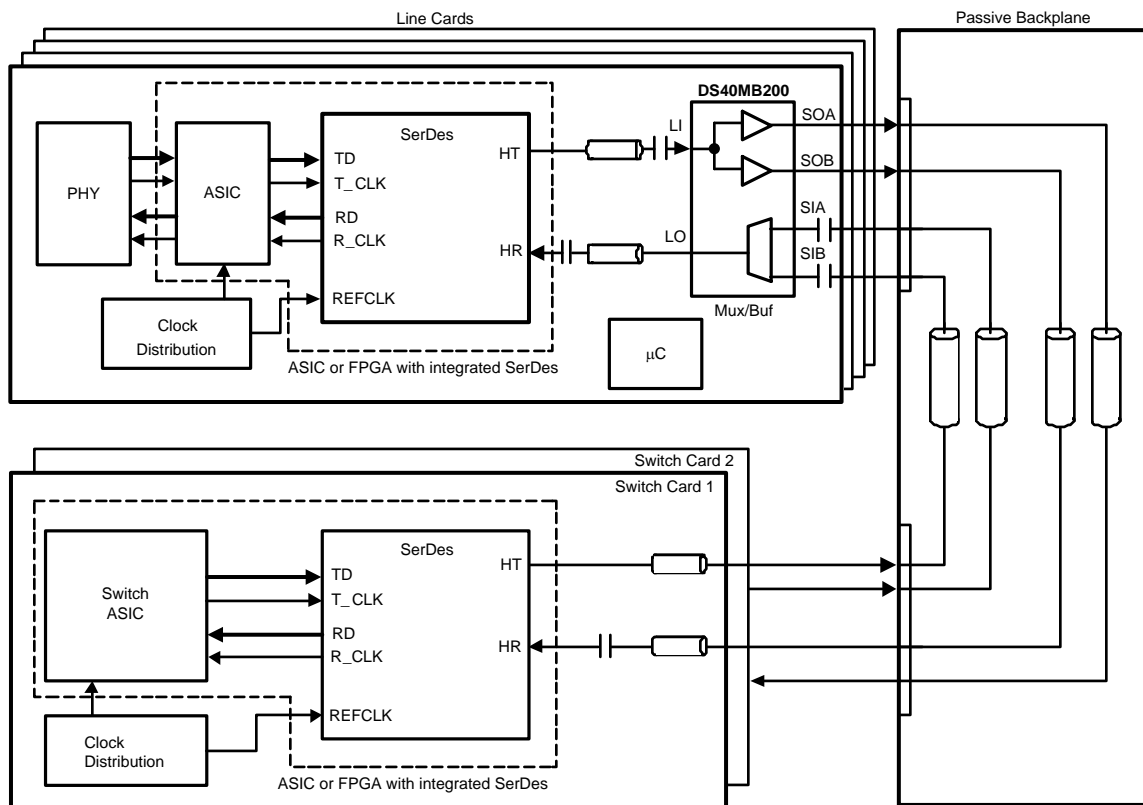 Line Cards
Passive Backplane
DS40MB200
SOA
SOB
SIA
SIB
LI
LO
Mux/Buf
SerDes
TD
T_CLK
RD
R_CLK
REFCLK
HT
HR
PHY
ASIC
Clock
Distribution
ASIC or FPGA with integrated SerDes
μC
Switch Card 2
Switch Card 1
SerDes
TD
T_CLK
RD
R_CLK
REFCLK
HT
HR
Switch
ASIC
Clock
Distribution
ASIC or FPGA with integrated SerDes